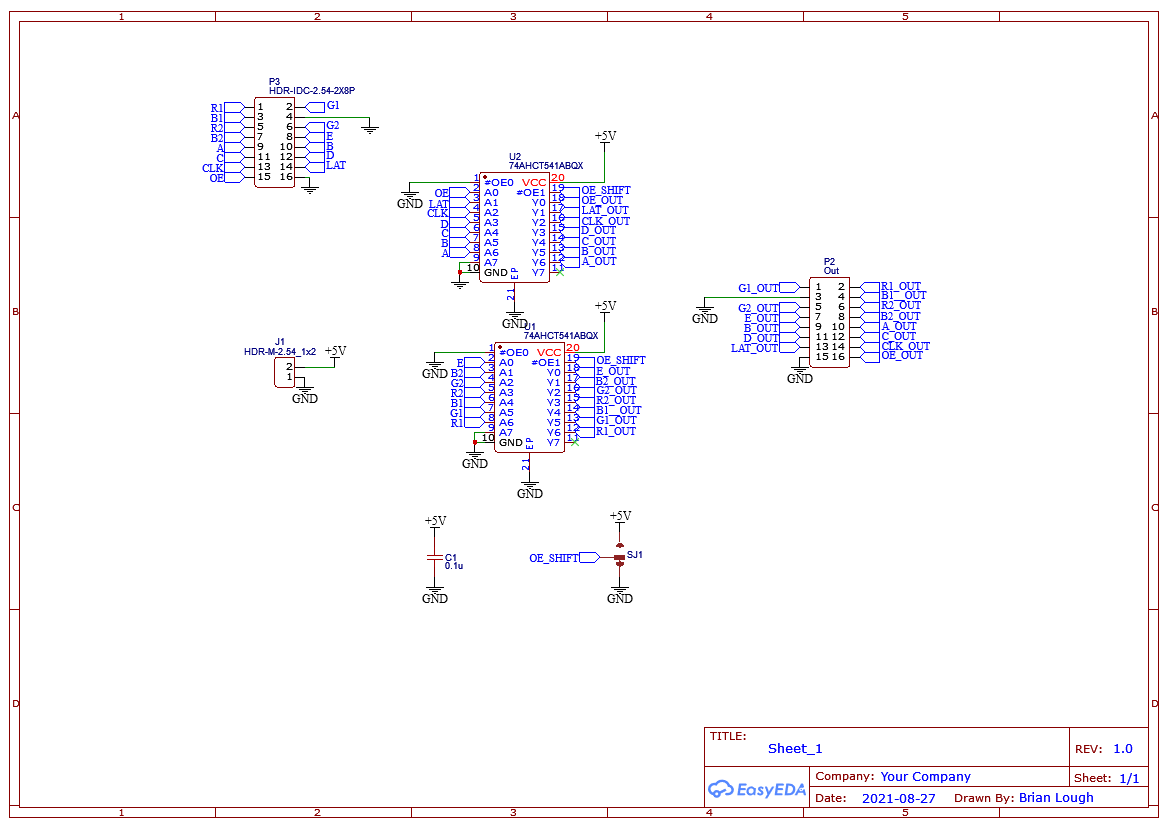 1 2 3 4 5
A A
B B
C C
D D
P3
HDR-IDC-2.54-2X8P
R1 1 2 G1
B1 3 4
R2 5 6 G2
B2 7 8 E
A 9 10 B
C 11 12 D
CLK 13 14 LAT
OE 15 16
+5V
U2
74AHCT541ABQX
1 #OE0 VCC 20
OE 2 A0 #OE1 19 OE_SHIFT
LAT 3 A1 Y0 18 OE_OUT
CLK 4 A2 Y1 17 LAT_OUT
D 5 A3 Y2 16 CLK_OUT
C 6 A4 Y3 15 D_OUT
B 7 A5 Y4 14 C_OUT
A 8 A6 Y5 13 B_OUT
9 A7 Y6 12 A_OUT
10 GND Y7 11
EP
21
GND
GND
+5V
U1
74AHCT541ABQX
1 #OE0 VCC 20
E 2 A0 #OE1 19 OE_SHIFT
B2 3 A1 Y0 18 E_OUT
G2 4 A2 Y1 17 B2_OUT
R2 5 A3 Y2 16 G2_OUT
B1 6 A4 Y3 15 R2_OUT
G1 7 A5 Y4 14 B1__OUT
R1 8 A6 Y5 13 G1_OUT
9 A7 Y6 12 R1_OUT
10 GND Y7 11
EP
21
GND
GND
GND
P2
Out
G1_OUT 1 2 R1_OUT
3 4 B1__OUT
G2_OUT 5 6 R2_OUT
E_OUT 7 8 B2_OUT
B_OUT 9 10 A_OUT
D_OUT 11 12 C_OUT
LAT_OUT 13 14 CLK_OUT
15 16 OE_OUT
GND
GND
J1
HDR-M-2.54_1x2
+5V
2
1
GND
+5V
C1
0.1u
GND
+5V
OE_SHIFT SJ1
GND
TITLE:
Sheet_1
REV: 1.0
EasyEDA
Company: Your Company
Sheet: 1/1
Date: 2021-08-27 Drawn By: Brian Lough
1 2 3 4 5